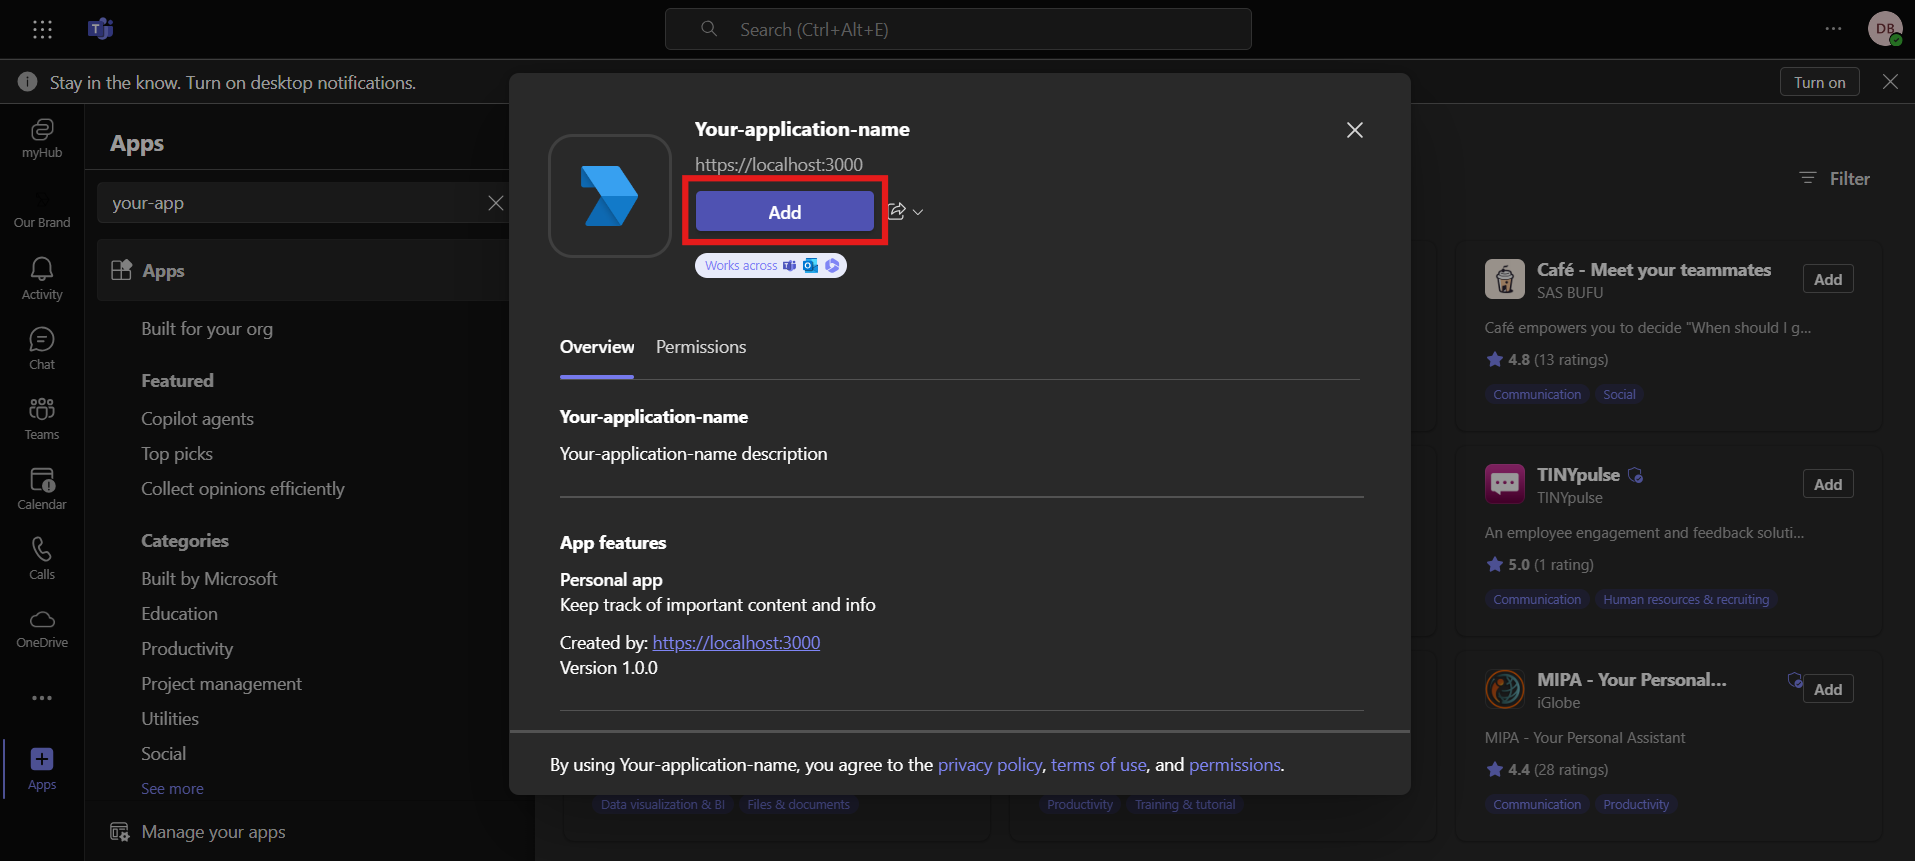 Search (Ctrl+Alt+E)
DB
Stay in the know. Turn on desktop notifications.
Turn on
myHub
Our Brand
Activity
Chat
Teams
Calendar
Calls
OneDrive
Apps
Apps
your-app
Apps
Built for your org
Featured
Copilot agents
Top picks
Collect opinions efficiently
Categories
Built by Microsoft
Education
Productivity
Project management
Utilities
Social
See more
Manage your apps
Your-application-name
https://localhost:3000
Add
Works across
Overview Permissions
Your-application-name
Your-application-name description
App features
Personal app
Keep track of important content and info
Created by: https://localhost:3000
Version 1.0.0
By using Your-application-name, you agree to the privacy policy, terms of use, and permissions.
Data visualization & BI Files & documents
Productivity Training & tutorial
Filter
Café - Meet your teammates
SAS BUFU
Add
Café empowers you to decide "When should I g...
4.8 (13 ratings)
Communication Social
TINYpulse
TINYpulse
Add
An employee engagement and feedback soluti...
5.0 (1 rating)
Communication Human resources & recruiting
MIPA - Your Personal...
iGlobe
Add
MIPA - Your Personal Assistant
4.4 (28 ratings)
Communication Productivity